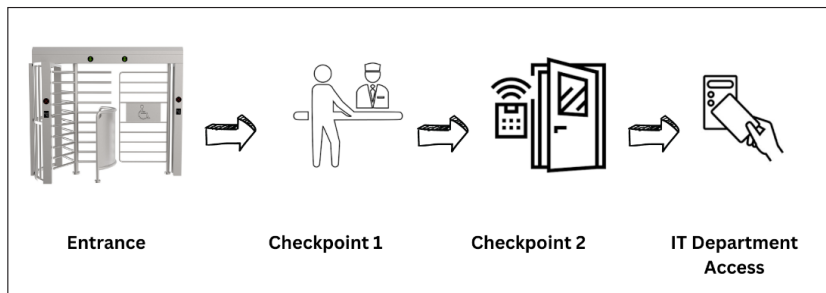 Entrance
Checkpoint 1
Checkpoint 2
IT Department
Access